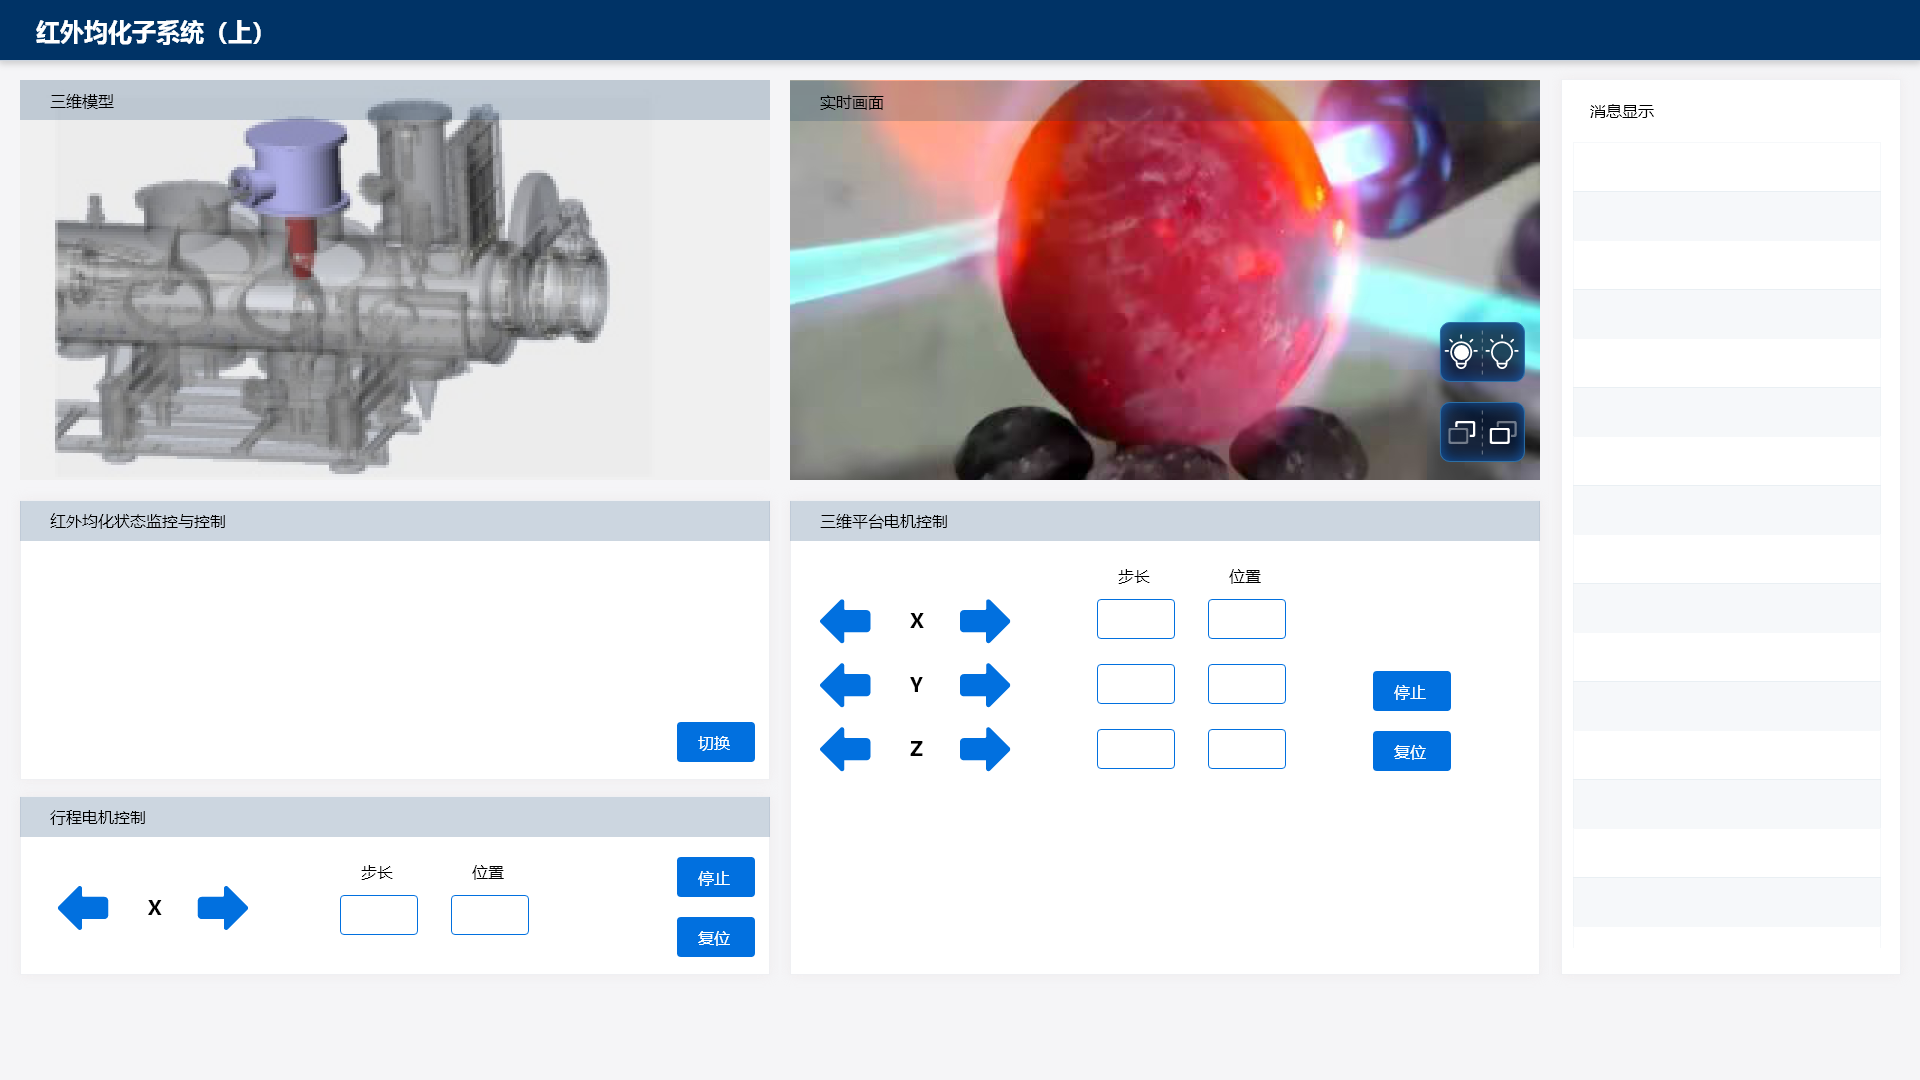 红外均化子系统（上）
三维模型
实时画面
消息显示
红外均化状态监控与控制
切换
行程电机控制
步长
位置
X
停止
复位
三维平台电机控制
步长
位置
X
Y
Z
停止
复位